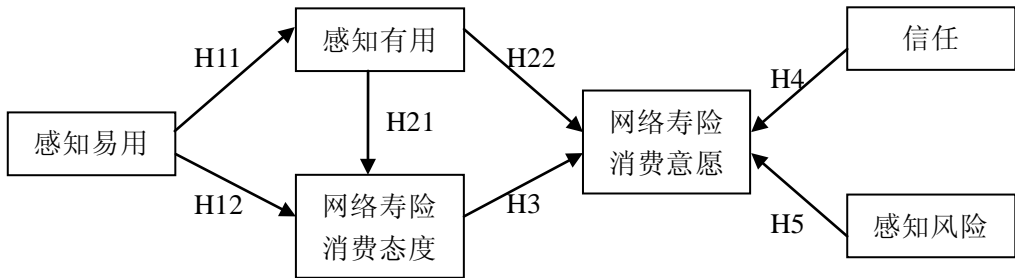 感知有用
信任
H11
H22
H4
感知易用
H21
网络寿险
消费意愿
H12
网络寿险
消费态度
H3
H5
感知风险